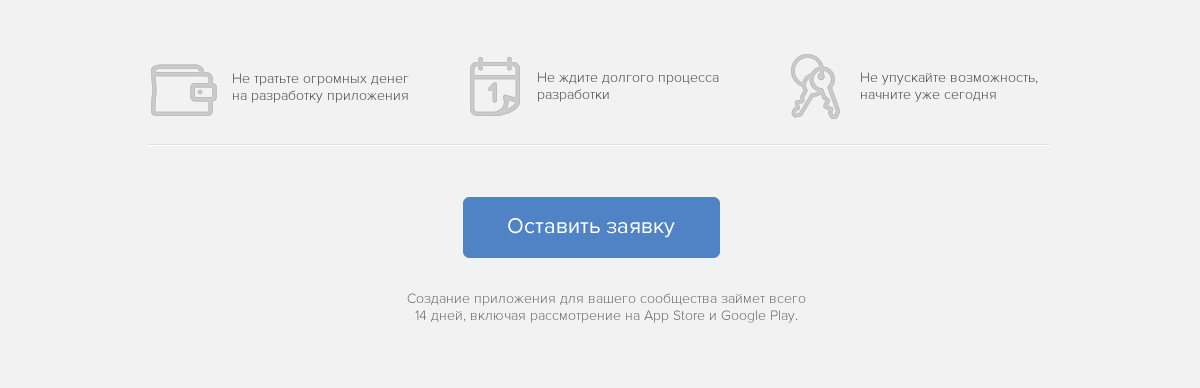 Не тратьте огромных денег
на разработку приложения
1
Не ждите долгого процесса
разработки
Не упускайте возможность,
начните уже сегодня
Оставить заявку
Создание приложения для вашего сообщества займет всего
14 дней, включая рассмотрение на App Store и Google Play.